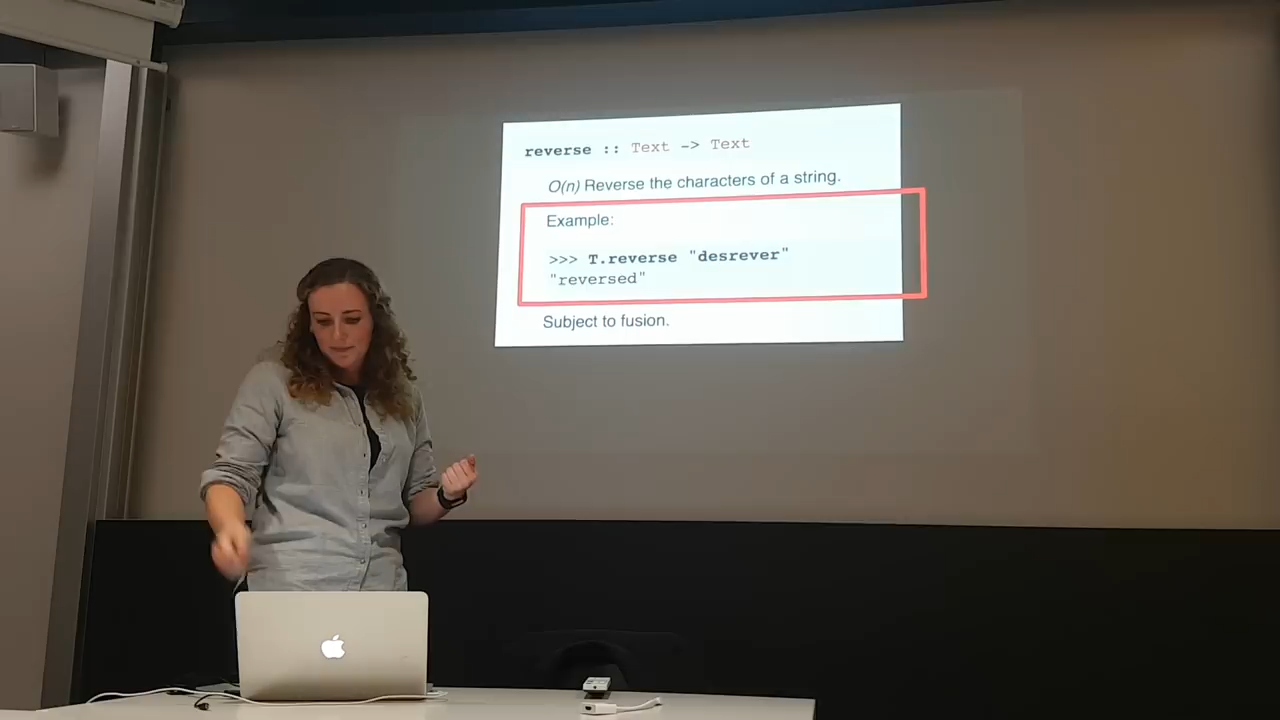 reverse :: Text -> Text
O(n) Reverse the characters of a string.
Example:
>>> T.reverse "desrever"
"reversed"
Subject to fusion.